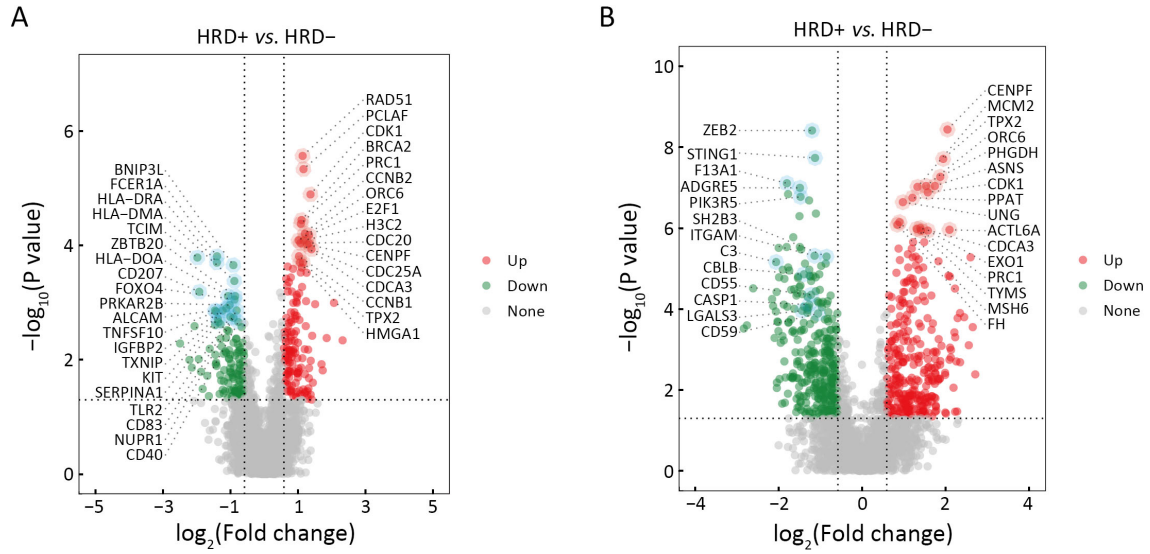 A
HRD+ vs. HRD−
−log10(P value)
6
4
2
0
−5
−3
−1
1
3
5
log2(Fold change)
BNIP3L
FCER1A
HLA−DRA
HLA−DMA
TCIM
ZBTB20
HLA−DOA
CD207
FOXO4
PRKAR2B
ALCAM
TNFSF10
IGFBP2
TXNIP
KIT
SERPINA1
TLR2
CD83
NUPR1
CD40
RAD51
PCLAF
CDK1
BRCA2
PRC1
CCNB2
ORC6
E2F1
H3C2
CDC20
CENPF
CDC25A
CDCA3
CCNB1
TPX2
HMGA1
Up
Down
None
B
HRD+ vs. HRD−
−log10(P value)
10
8
6
4
2
0
−4
−2
0
2
4
log2(Fold change)
ZEB2
STING1
F13A1
ADGRE5
PIK3R5
SH2B3
ITGAM
C3
CBLB
CD55
CASP1
LGALS3
CD59
CENPF
MCM2
TPX2
ORC6
PHGDH
ASNS
CDK1
PPAT
UNG
ACTL6A
CDCA3
EXO1
PRC1
TYMS
MSH6
FH
Up
Down
None